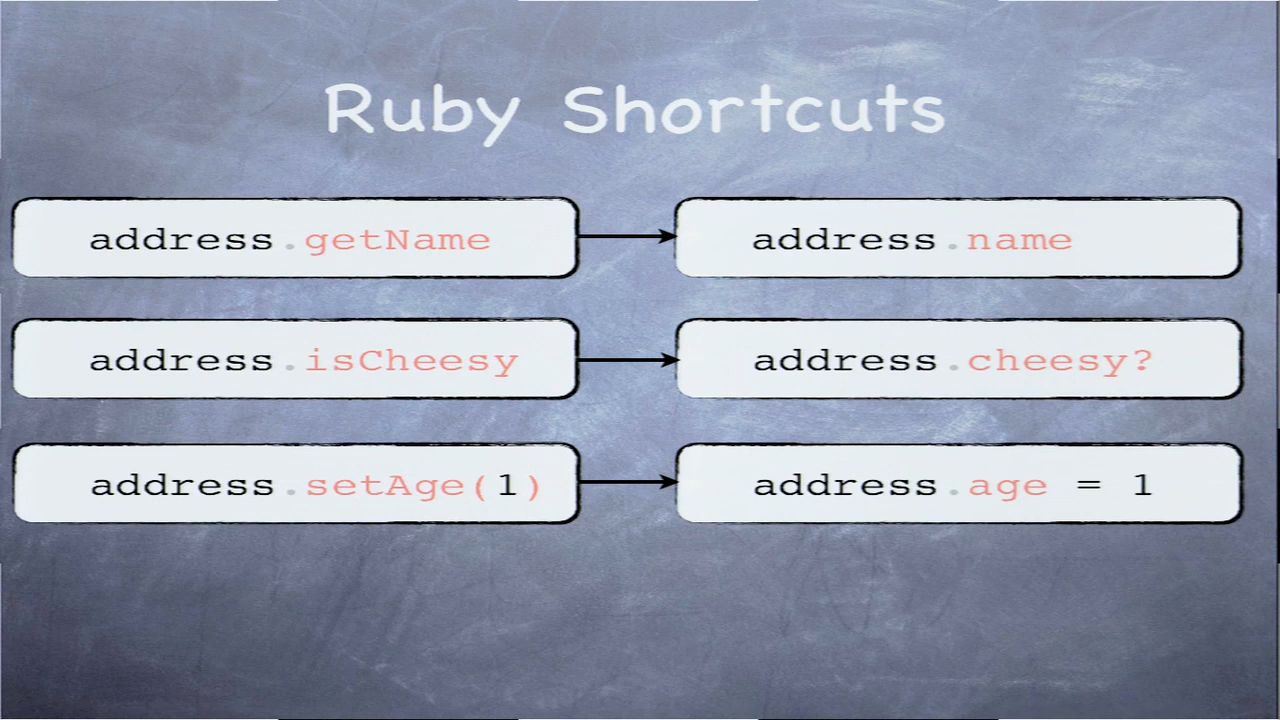 Ruby Shortcuts
address.getName
address.name
address.isCheesy
address.cheesy?
address.setAge(1)
address.age = 1